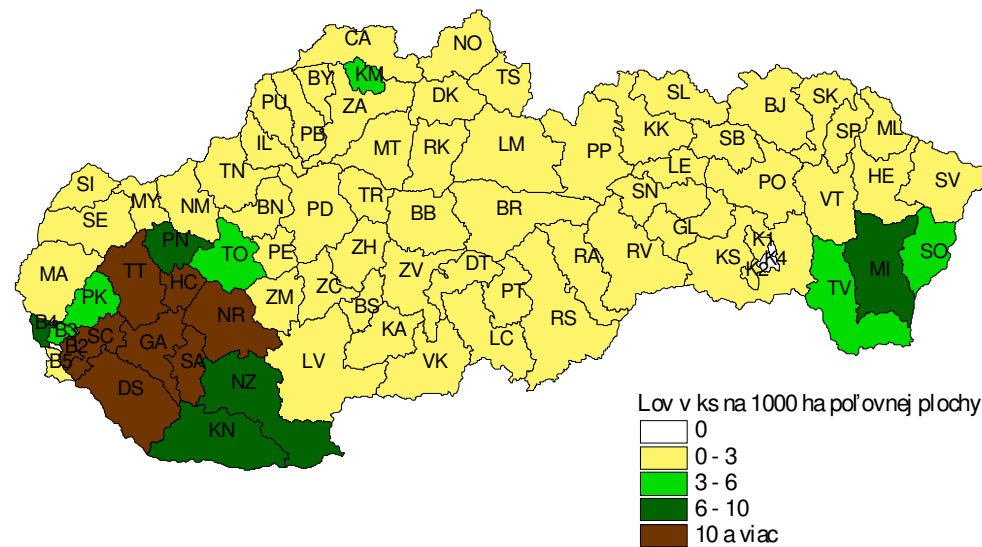 CA
NO
BY
KM
TS
PU
ZA
DK
SL
BJ
SK
PB
IL
MT
RK
LM
PP
KK
SB
SP
ML
TN
LE
PO
HE
SV
SI
MY
NM
BN
PD
TR
BB
BR
SN
VT
SE
PN
TO
PE
ZH
GL
K1
MA
TT
HC
ZM
ZC
ZV
DT
RA
RV
KS
K4
K2
MI
SO
PK
NR
BS
PT
TV
B4
B3
B2
SC
GA
SA
KA
RS
B5
DS
NZ
LV
VK
LC
KN
Lov v ks na 1000 ha poľovnej plochy
0
0 - 3
3 - 6
6 - 10
10 a viac